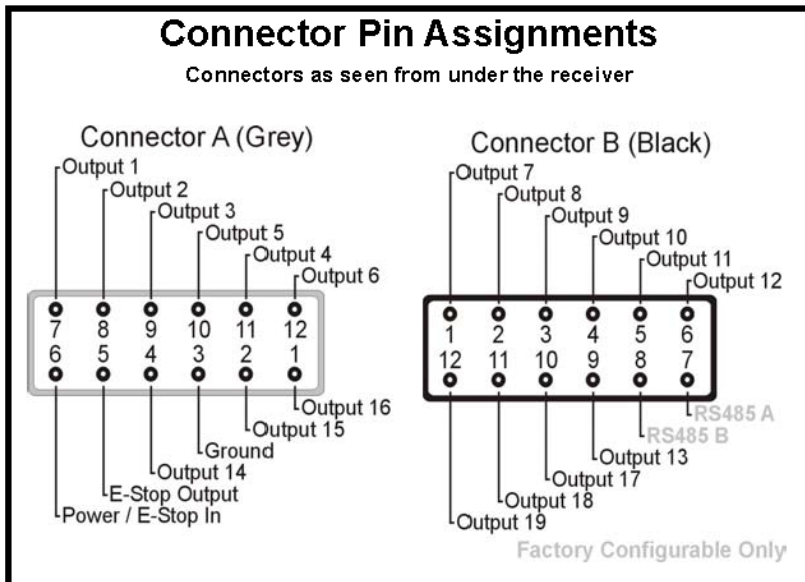 Connector Pin Assignments
Connectors as seen from under the receiver
Connector A (Grey)
Output 1
Output 2
Output 3
Output 5
Output 4
Output 6
7 8 9 10 11 12
6 5 4 3 2 1
Output 16
Output 15
Ground
Output 14
E-Stop Output
Power / E-Stop In
Connector B (Black)
Output 7
Output 8
Output 9
Output 10
Output 11
Output 12
1 2 3 4 5 6
12 11 10 9 8 7
RS485 A
RS485 B
Output 13
Output 17
Output 18
Output 19
Factory Configurable Only